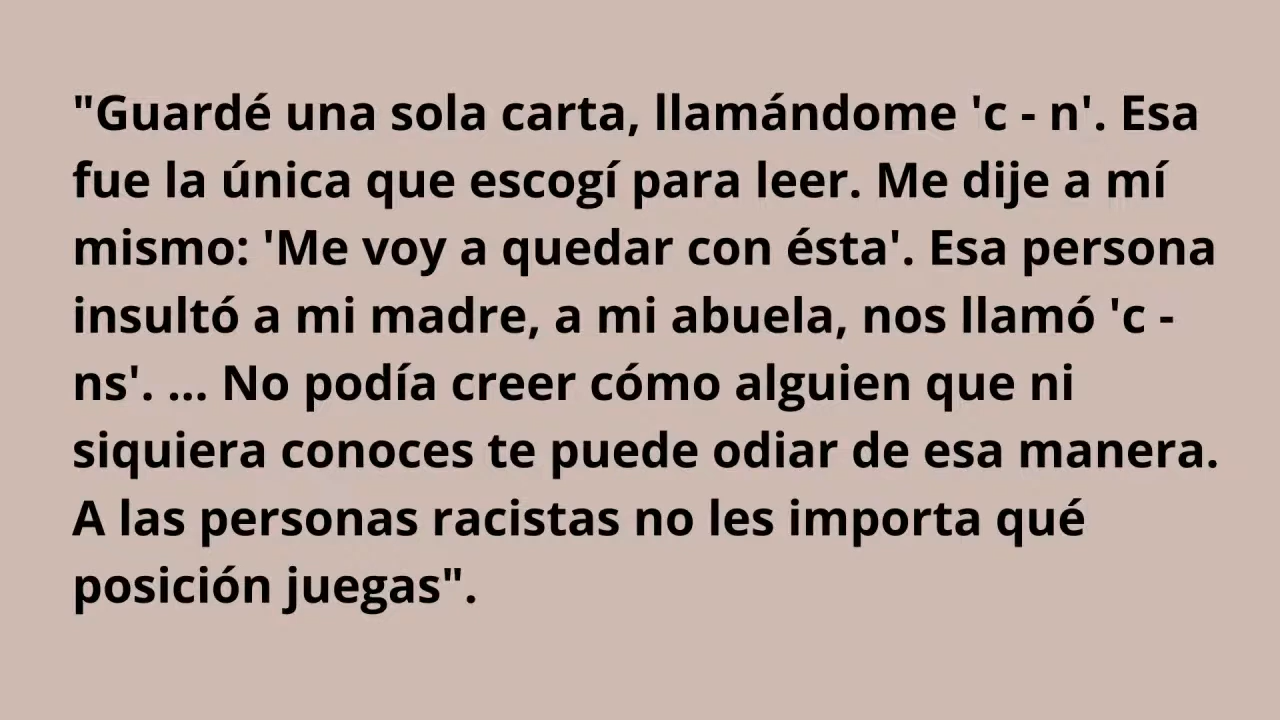 "Guardé una sola carta, llamándome 'c - n'. Esa
fue la única que escogí para leer. Me dije a mí
mismo: 'Me voy a quedar con ésta'. Esa persona
insultó a mi madre, a mi abuela, nos llamó 'c -
ns'. ... No podía creer cómo alguien que ni
siquiera conoces te puede odiar de esa manera.
A las personas racistas no les importa qué
posición juegas".